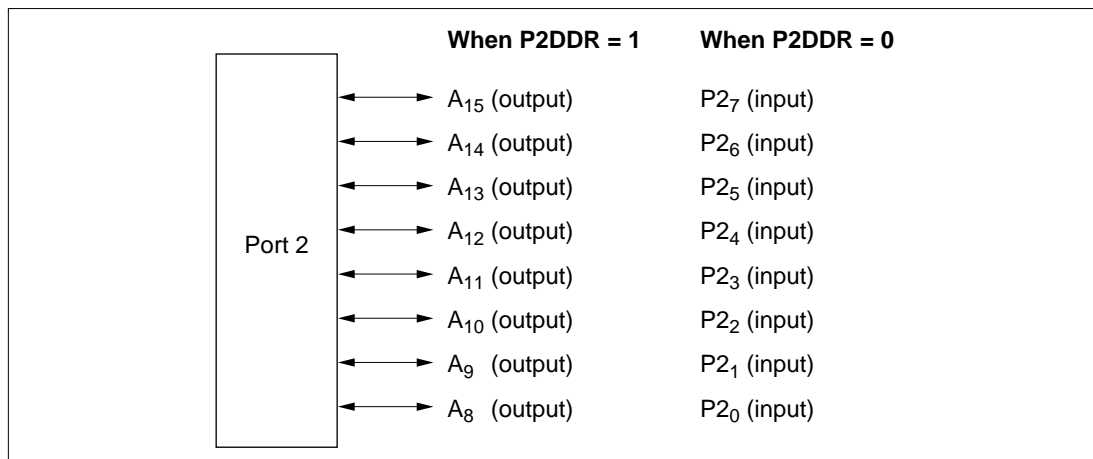 When P2DDR = 1 When P2DDR = 0
A15 (output) P27 (input)
A14 (output) P26 (input)
A13 (output) P25 (input)
Port 2 A12 (output) P24 (input)
A11 (output) P23 (input)
A10 (output) P22 (input)
A9 (output) P21 (input)
A8 (output) P20 (input)